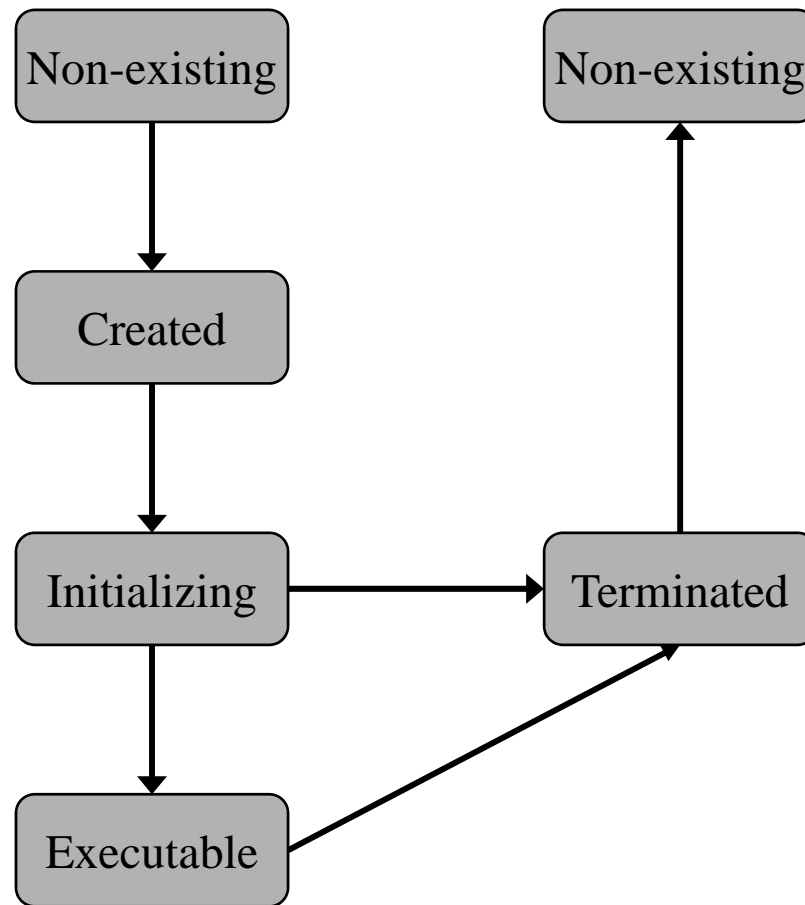 Non-existing
Non-existing
Created
Initializing
Terminated
Executable